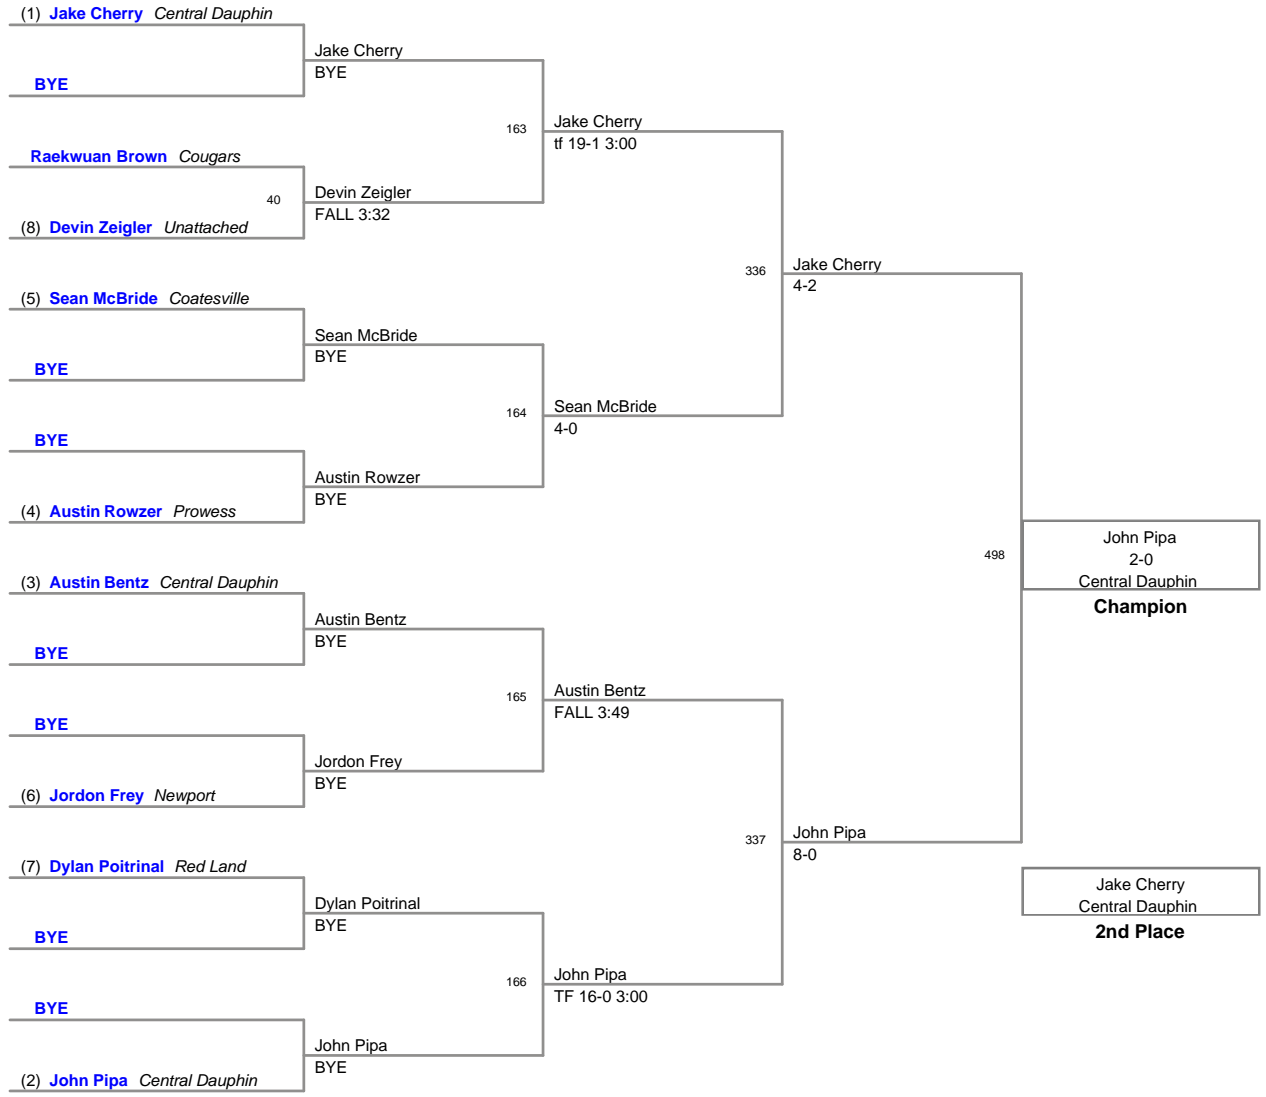 (1) Jake Cherry Central Dauphin
Jake Cherry
BYE
BYE
163
Jake Cherry
tf 19-1 3:00
Raekwuan Brown Cougars
40
Devin Zeigler
FALL 3:32
(8) Devin Zeigler Unattached
336
Jake Cherry
4-2
(5) Sean McBride Coatesville
Sean McBride
BYE
BYE
164
Sean McBride
4-0
BYE
Austin Rowzer
BYE
(4) Austin Rowzer Prowess
498
John Pipa
2-0
Central Dauphin
Champion
(3) Austin Bentz Central Dauphin
Austin Bentz
BYE
BYE
165
Austin Bentz
FALL 3:49
BYE
Jordon Frey
BYE
(6) Jordon Frey Newport
337
John Pipa
8-0
(7) Dylan Poitrinal Red Land
Dylan Poitrinal
BYE
BYE
Jake Cherry
Central Dauphin
2nd Place
166
John Pipa
TF 16-0 3:00
BYE
John Pipa
BYE
(2) John Pipa Central Dauphin